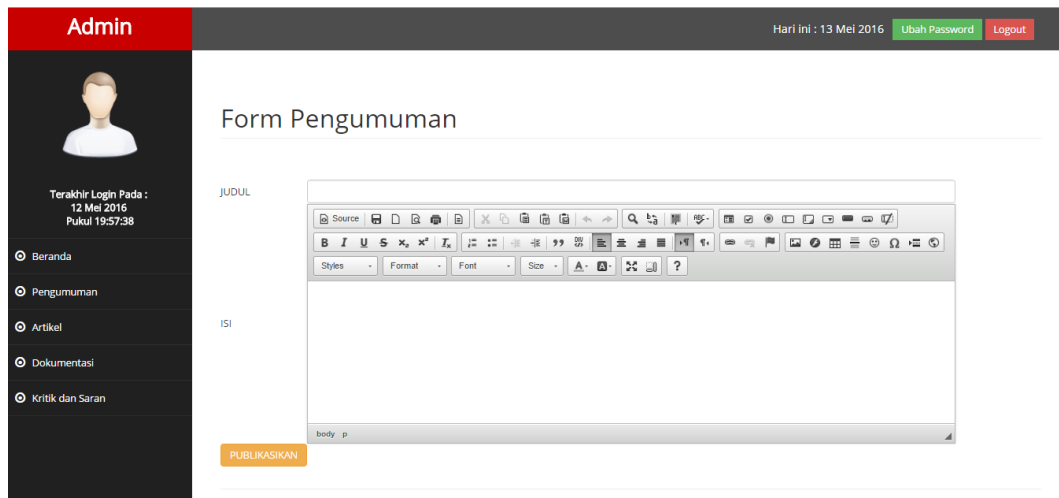 Admin
Hari ini : 13 Mei 2016 Ubah Password Logout
Terakhir Login Pada :
12 Mei 2016
Pukul 19:57:38
Beranda
Pengumuman
Artikel
Dokumentasi
Kritik dan Saran
Form Pengumuman
JUDUL
Source
Styles Format Font Size
ISI
body p
PUBLIKASIKAN